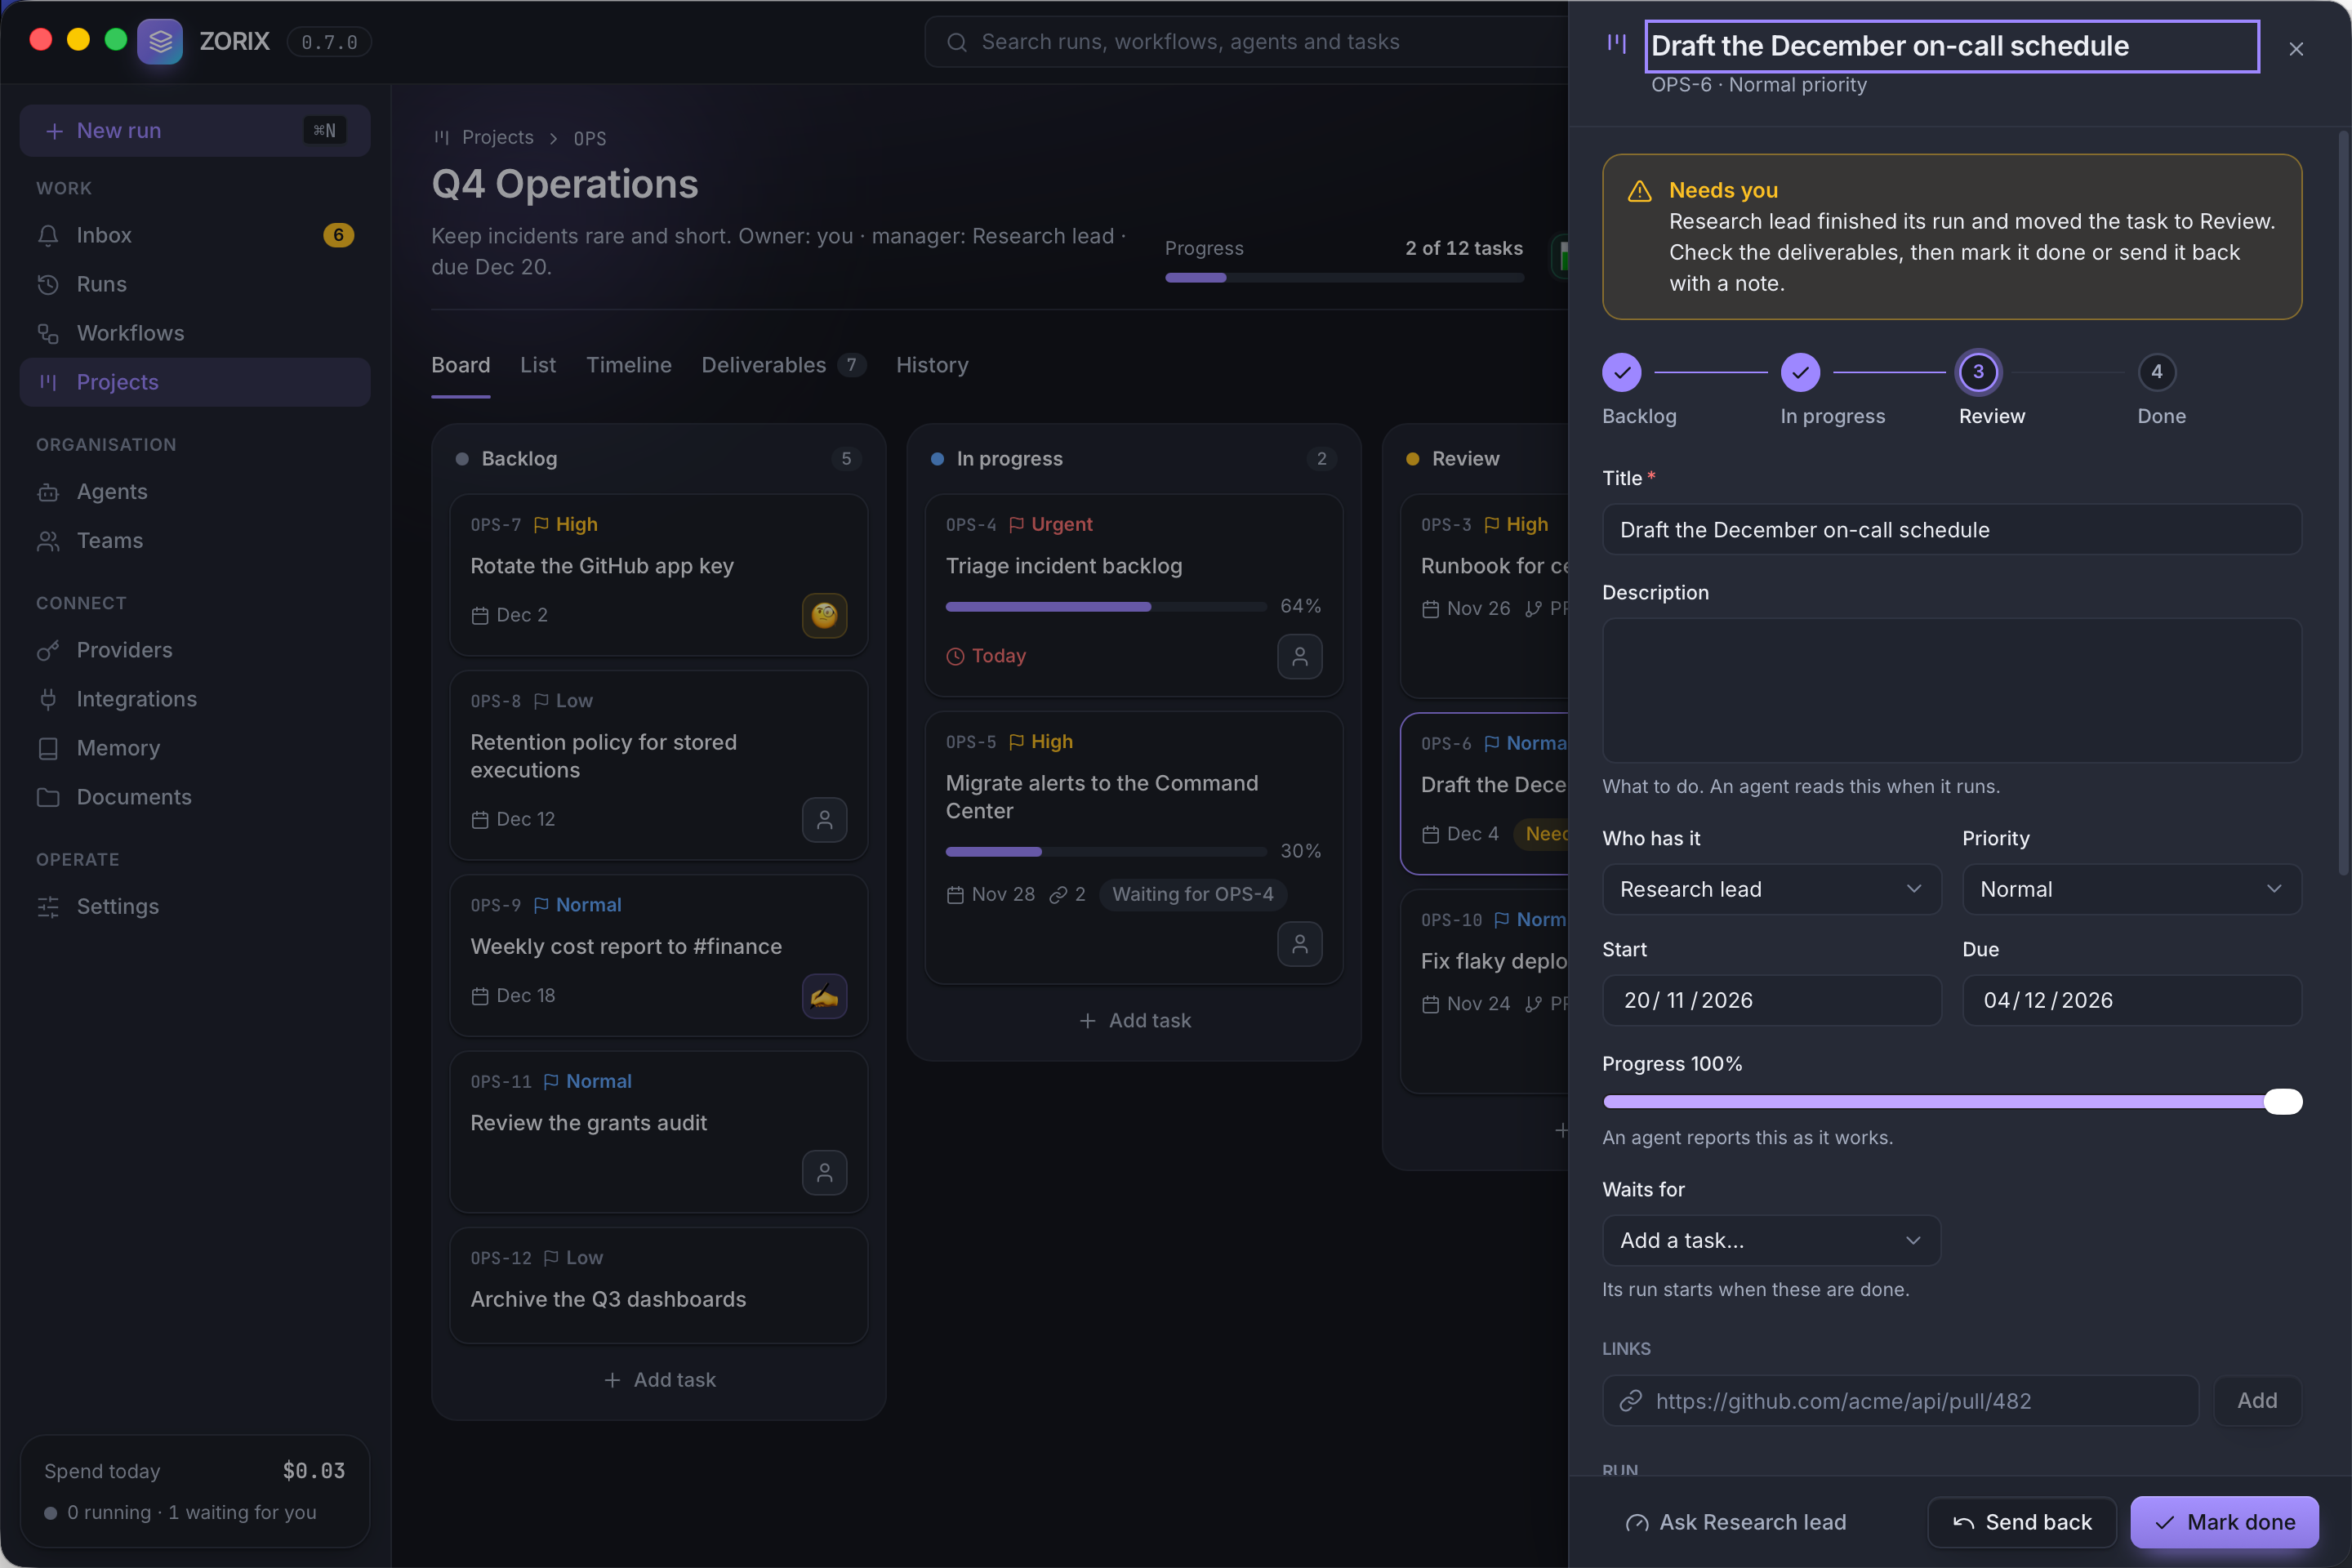 ZORIX 0.7.0
Search runs, workflows, agents and tasks
New run ⌘N
WORK
Inbox 6
Runs
Workflows
Projects
ORGANISATION
Agents
Teams
CONNECT
Providers
Integrations
Memory
Documents
OPERATE
Settings
Spend today $0.03
0 running · 1 waiting for you
Projects > OPS
Q4 Operations
Keep incidents rare and short. Owner: you · manager: Research lead ·
due Dec 20.
Progress 2 of 12 tasks
Board List Timeline Deliverables 7 History
Backlog 5
OPS-7 High
Rotate the GitHub app key
Dec 2
OPS-8 Low
Retention policy for stored
executions
Dec 12
OPS-9 Normal
Weekly cost report to #finance
Dec 18
OPS-11 Normal
Review the grants audit
OPS-12 Low
Archive the Q3 dashboards
Add task
In progress 2
OPS-4 Urgent
Triage incident backlog
64%
Today
OPS-5 High
Migrate alerts to the Command
Center
30%
Nov 28 2 Waiting for OPS-4
Add task
Review
OPS-3 High
Runbook for
Nov 26
OPS-6
Draft the
Dec 4
OPS-10
Fix flaky
Nov 24
Draft the December on-call schedule
OPS-6 · Normal priority
Needs you
Research lead finished its run and moved the task to Review.
Check the deliverables, then mark it done or send it back
with a note.
3 4
Backlog In progress Review Done
Title *
Draft the December on-call schedule
Description
What to do. An agent reads this when it runs.
Who has it Priority
Research lead Normal
Start Due
20/11/2026 04/12/2026
Progress 100%
An agent reports this as it works.
Waits for
Add a task...
Its run starts when these are done.
LINKS
https://github.com/acme/api/pull/482 Add
RUN
Ask Research lead Send back Mark done